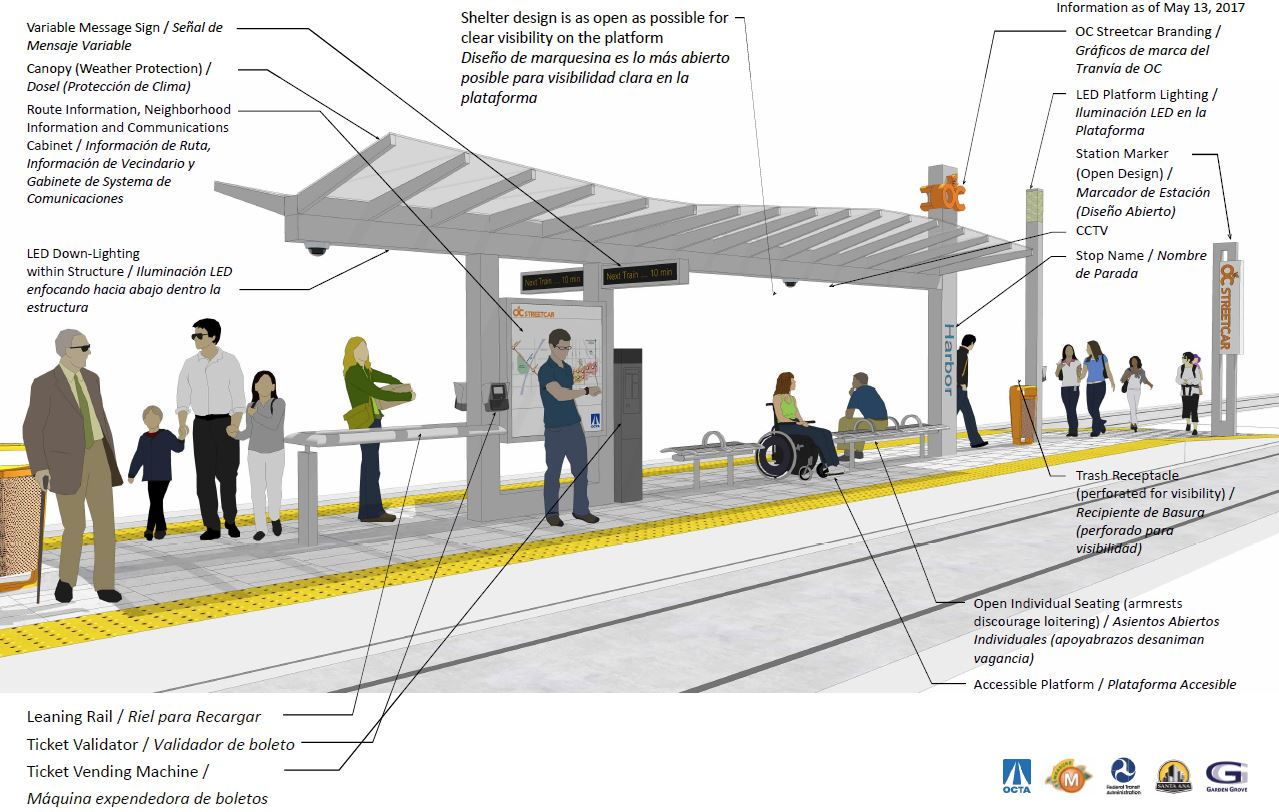 Information as of May 13, 2017
Variable Message Sign / Señal de
Mensaje Variable
Canopy (Weather Protection) /
Dosel (Protección de Clima)
Route Information, Neighborhood
Information and Communications
Cabinet / Información de Ruta,
Información de Vecindario y
Gabinete de Systema de
Comunicaciones
LED Down-Lighting
within Structure / Iluminación LED
enfocando hacia abajo dentro la
estructura
Shelter design is as open as possible for
clear visibility on the platform
Diseño de marquesina es lo más abierto
posible para visibilidad clara en la
plataforma
OC Streetcar Branding /
Gráficos de marca del
Tranvía de OC
LED Platform Lighting /
Iluminación LED en la
Plataforma
Station Marker
(Open Design) /
Marcador de Estación
(Diseño Abierto)
CCTV
Stop Name / Nombre
de Parada
Next Train .... 10 min
Next Train .... 10 min
OC STREETCAR
OCTA
Harbor
OC
OC STREETCAR
Trash Receptacle
(perforated for visibility) /
Recipiente de Basura
(perforado para
visibilidad)
Open Individual Seating (armrests
discourage loitering) / Asientos Abiertos
Individuales (apoyabrazos desaniman
vagancia)
Accessible Platform / Plataforma Accesible
Leaning Rail / Riel para Recargar
Ticket Validator / Validador de boleto
Ticket Vending Machine /
Máquina expendedora de boletos
OCTA
M
Federal Transit
Administration
SANTA ANA
G
GARDEN GROVE